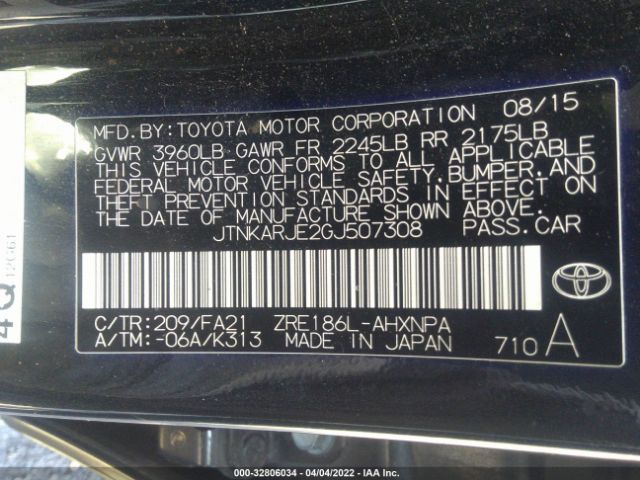 MFD.BY:TOYOTA MOTOR CORPORATION 08/15
GVWR 3960LB GAWR FR 2245LB RR 2175LB
THIS VEHICLE CONFORMS TO ALL APPLICABLE
FEDERAL MOTOR VEHICLE SAFETY,BUMPER,AND
THEFT PREVENTION STANDARDS IN EFFECT ON
THE DATE OF MANUFACTURE SHOWN ABOVE.
JTNKARJE2GJ507308 PASS.CAR
C/TR:209/FA21 ZRE186L-AHXNPA
A/TM:-06A/K313 MADE IN JAPAN 710 A
TOYOTA
4Q
12G61
000-32806034 - 04/04/2022 - IAA Inc.